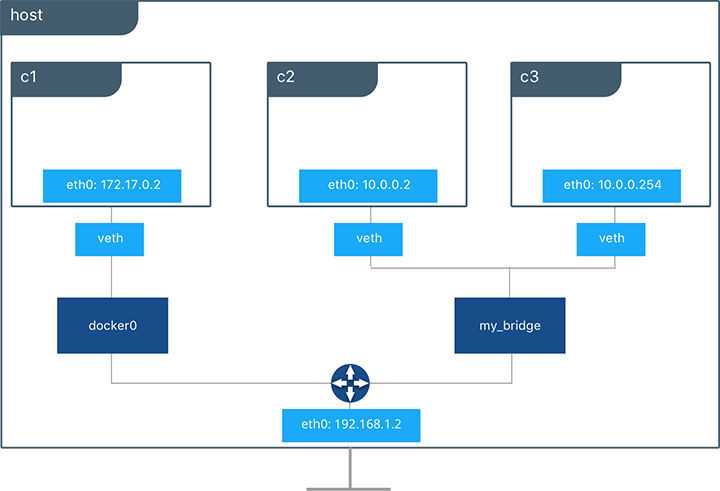 host
c1
c2
c3
eth0: 172.17.0.2
eth0: 10.0.0.2
eth0: 10.0.0.254
veth
veth
veth
docker0
my_bridge
eth0: 192.168.1.2